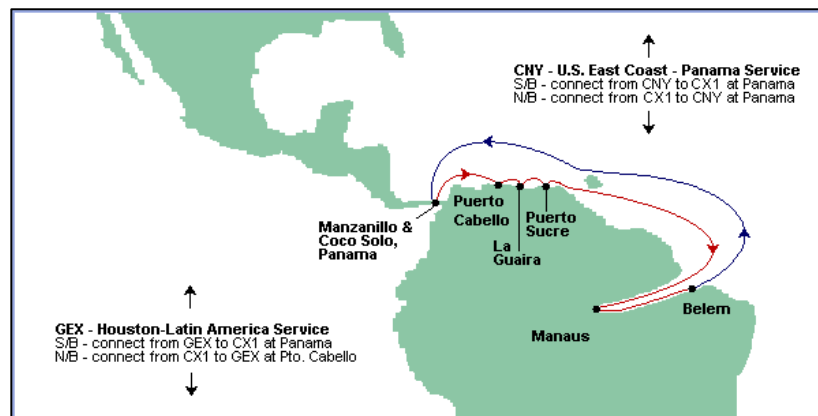 CNY - U.S. East Coast - Panama Service
S/B - connect from CNY to CX1 at Panama
N/B - connect from CX1 to CNY at Panama
Puerto
Cabello
Puerto
Sucre
La
Guaira
Manzanillo &
Coco Solo,
Panama
Belem
Manaus
GEX - Houston-Latin America Service
S/B - connect from GEX to CX1 at Panama
N/B - connect from CX1 to GEX at Pto. Cabello